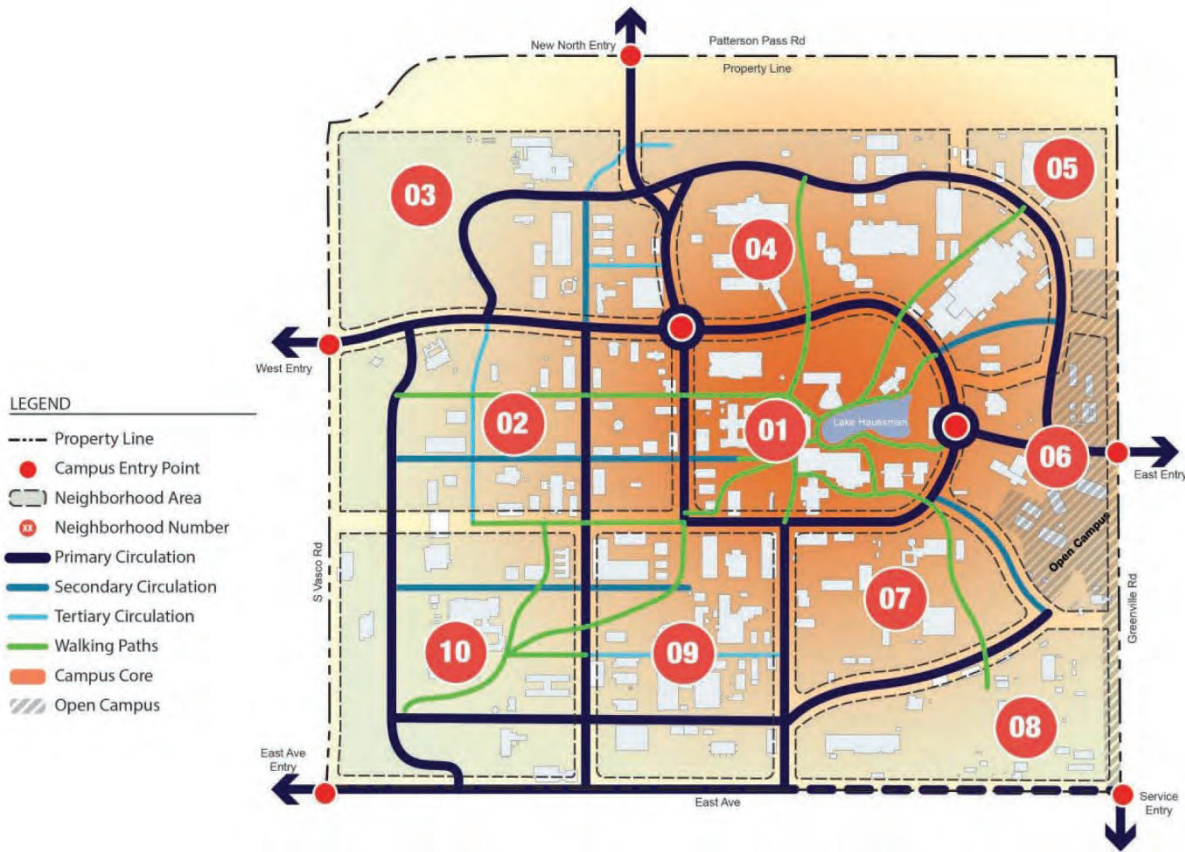 New North Entry
Patterson Pass Rd
Property Line
03
05
04
West Entry
LEGEND
Property Line
Campus Entry Point
Neighborhood Area
XX Neighborhood Number
Primary Circulation
Secondary Circulation
Tertiary Circulation
Walking Paths
Campus Core
Open Campus
02
01
Lake Haussman
06
East Entry
S Vasco Rd
Open Campus
Greenville Rd
07
10
09
08
East Ave
Entry
East Ave
Service
Entry